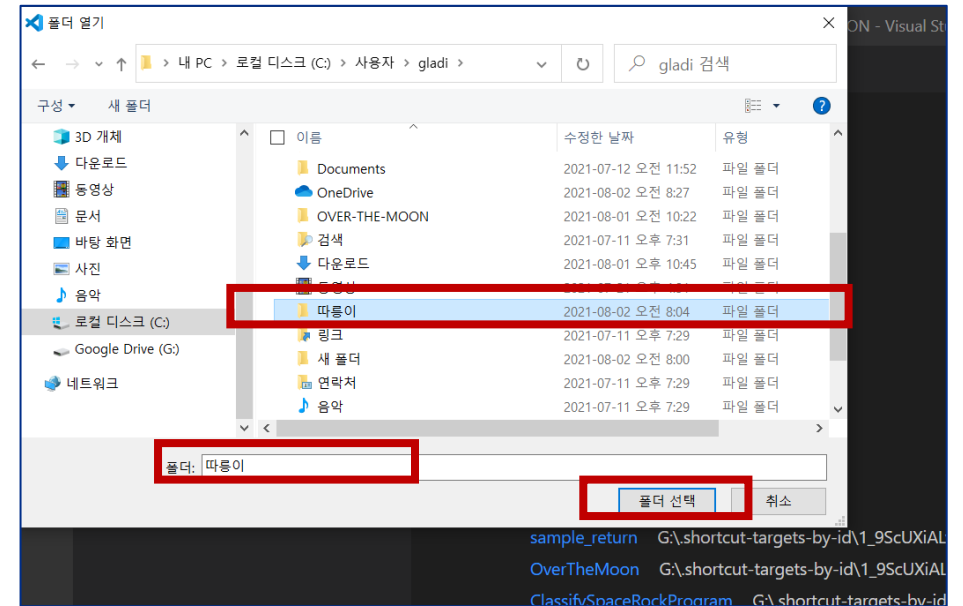 폴더 열기
ON - Visual St
내 PC > 로컬 디스크 (C:) > 사용자 > gladi >
gladi 검색
구성
새 폴더
이름 수정한 날짜 유형
3D 개체
다운로드
동영상
문서
바탕 화면
사진
음악
로컬 디스크 (C:)
Google Drive (G:)
네트워크
Documents 2021-07-12 오전 11:52 파일 폴더
OneDrive 2021-08-02 오전 8:27 파일 폴더
OVER-THE-MOON 2021-08-01 오전 10:22 파일 폴더
검색 2021-07-11 오후 7:31 파일 폴더
다운로드 2021-08-01 오후 10:45 파일 폴더
따릉이 2021-08-02 오전 8:04 파일 폴더
링크 2021-07-11 오후 7:29 파일 폴더
새 폴더 2021-08-02 오전 8:00 파일 폴더
연락처 2021-07-11 오후 7:29 파일 폴더
음악 2021-07-11 오후 7:29 파일 폴더
폴더: 따릉이
폴더 선택 취소
sample_return G:\.shortcut-targets-by-id\1_9ScUXiAL
OverTheMoon G:\.shortcut-targets-by-id\1_9ScUXiAL
ClassifySpaceRockProgram G:\.shortcut-targets-by-id